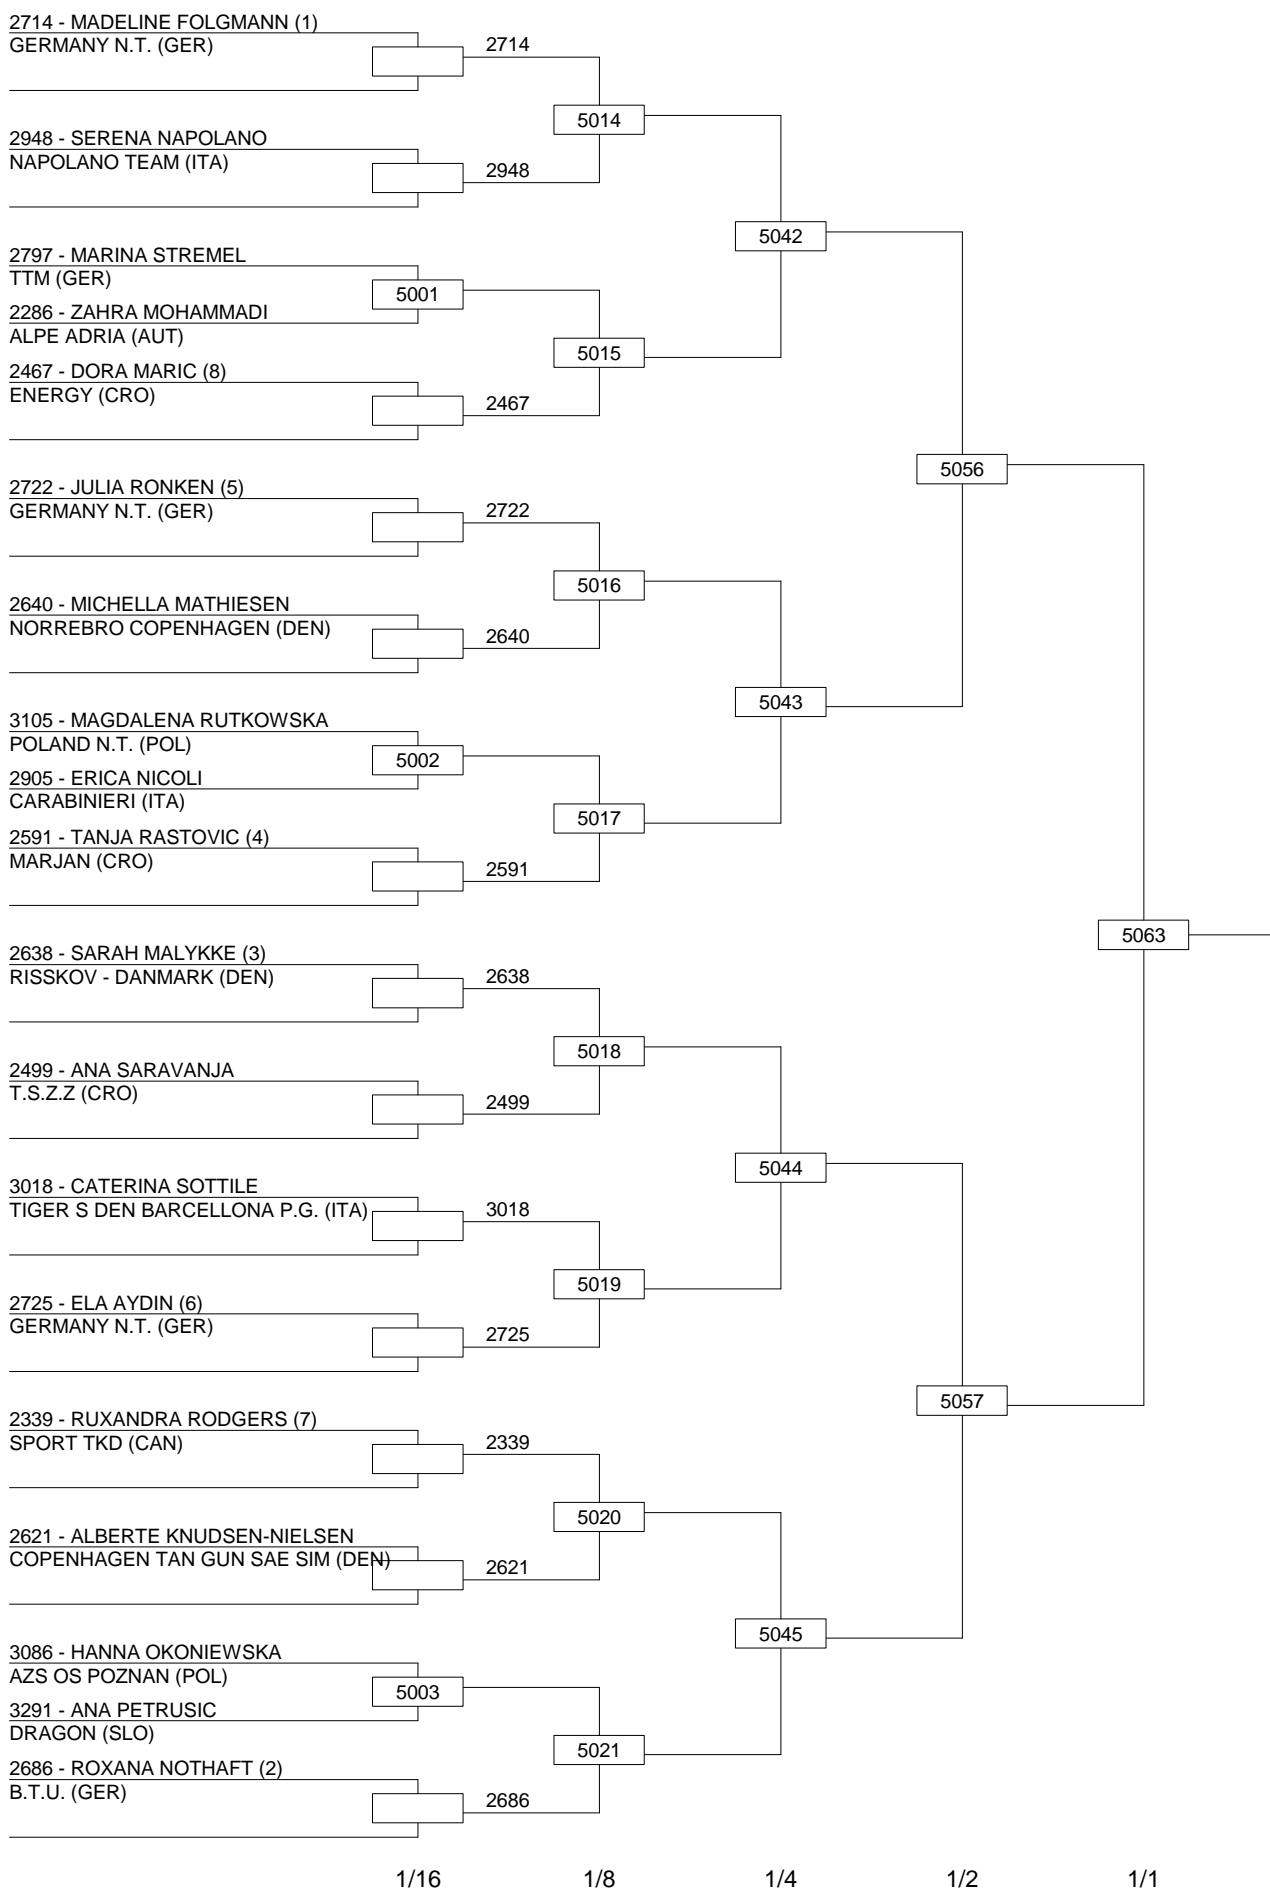 2714 - MADELINE FOLGMANN (1)
GERMANY N.T. (GER)
2714
5014
2948 - SERENA NAPOLANO
NAPOLANO TEAM (ITA)
2948
5042
2797 - MARINA STREMEL
TTM (GER)
5001
2286 - ZAHRA MOHAMMADI
ALPE ADRIA (AUT)
5015
2467 - DORA MARIC (8)
ENERGY (CRO)
2467
5056
2722 - JULIA RONKEN (5)
GERMANY N.T. (GER)
2722
5016
2640 - MICHELLA MATHIESEN
NORREBRO COPENHAGEN (DEN)
2640
5043
3105 - MAGDALENA RUTKOWSKA
POLAND N.T. (POL)
5002
2905 - ERICA NICOLI
CARABINIERI (ITA)
5017
2591 - TANJA RASTOVIC (4)
MARJAN (CRO)
2591
5063
2638 - SARAH MALYKKE (3)
RISSKOV - DANMARK (DEN)
2638
5018
2499 - ANA SARAVANJA
T.S.Z.Z (CRO)
2499
5044
3018 - CATERINA SOTTILE
TIGER S DEN BARCELLONA P.G. (ITA)
3018
5019
2725 - ELA AYDIN (6)
GERMANY N.T. (GER)
2725
5057
2339 - RUXANDRA RODGERS (7)
SPORT TKD (CAN)
2339
5020
2621 - ALBERTE KNUDSEN-NIELSEN
COPENHAGEN TAN GUN SAE SIM (DEN)
2621
5045
3086 - HANNA OKONIEWSKA
AZS OS POZNAN (POL)
5003
3291 - ANA PETRUSIC
DRAGON (SLO)
5021
2686 - ROXANA NOTHAFT (2)
B.T.U. (GER)
2686
1/16 1/8 1/4 1/2 1/1